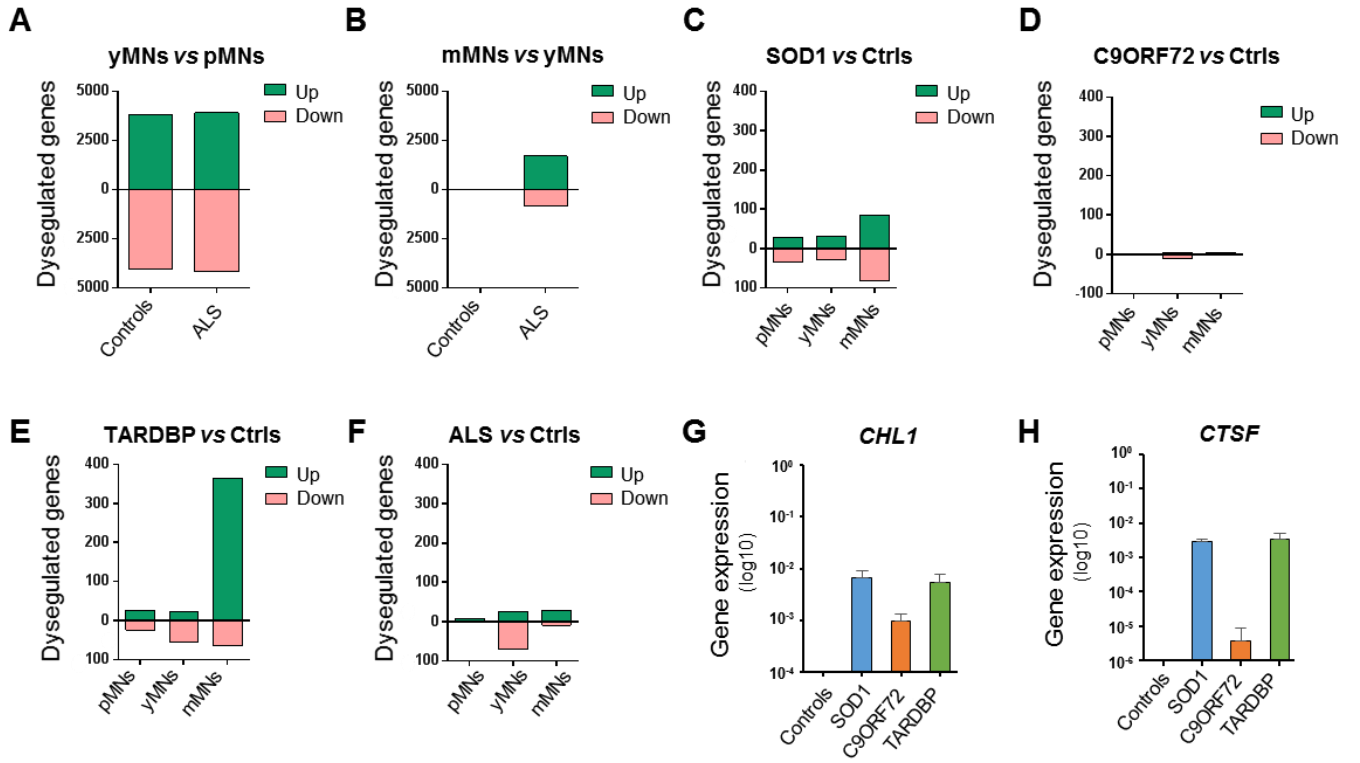 A
yMNs vs pMNs
Up
Down
Dysegulated genes
5000
2500
0
2500
5000
Controls
ALS
B
mMNs vs yMNs
Up
Down
Dysegulated genes
5000
2500
0
2500
5000
Controls
ALS
C
SOD1 vs Ctrls
Up
Down
Dysegulated genes
400
300
200
100
0
100
pMNs
yMNs
mMNs
D
C9ORF72 vs Ctrls
Up
Down
Dysegulated genes
400
300
200
100
0
-100
pMNs
yMNs
mMNs
E
TARDBP vs Ctrls
Up
Down
Dysegulated genes
400
300
200
100
0
100
pMNs
yMNs
mMNs
F
ALS vs Ctrls
Up
Down
Dysegulated genes
400
300
200
100
0
100
pMNs
yMNs
mMNs
G
CHL1
Gene expression
(log10)
10⁰
10⁻¹
10⁻²
10⁻³
10⁻⁴
Controls
SOD1
C9ORF72
TARDBP
H
CTSF
Gene expression
(log10)
10⁰
10⁻¹
10⁻²
10⁻³
10⁻⁴
10⁻⁵
10⁻⁶
Controls
SOD1
C9ORF72
TARDBP